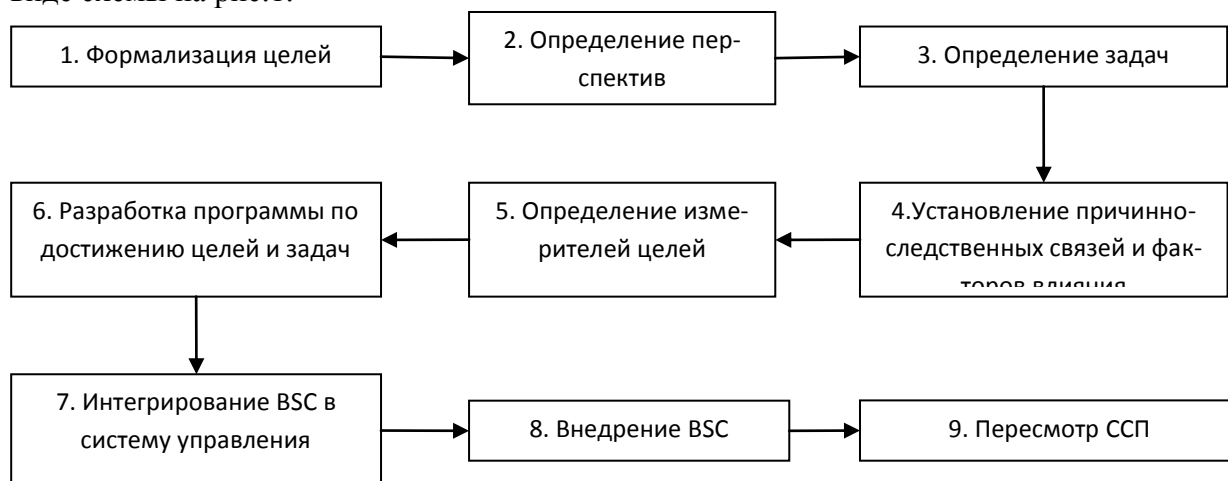 1. Формализация целей
2. Определение пер-
спектив
3. Определение задач
4.Установление причинно-
следственных связей и фак-
торов влияния
5. Определение изме-
рителей целей
6. Разработка программы по
достижению целей и задач
7. Интегрирование BSC в
систему управления
8. Внедрение BSC
9. Пересмотр ССП